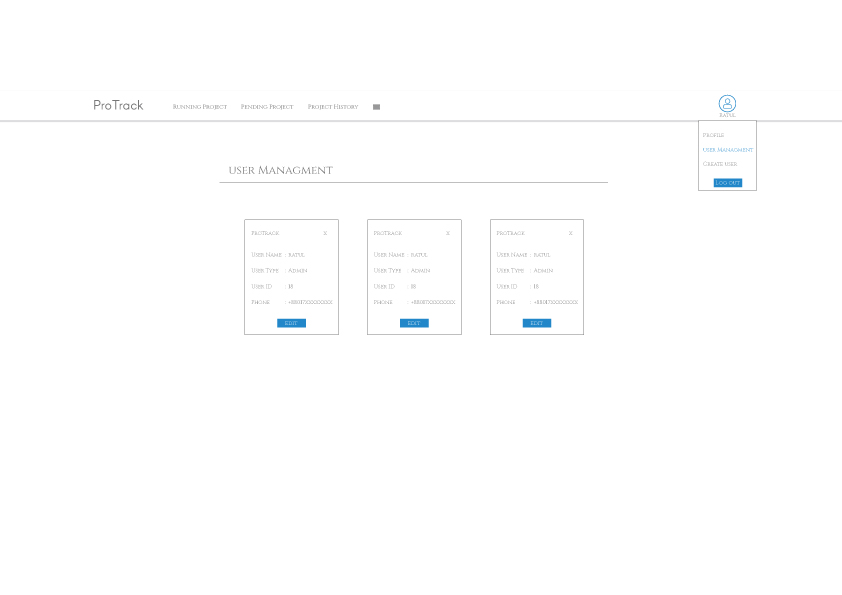 ProTrack
Running Project Pending Project Project History
Ratul
Profile
User Managment
Create user
Log out
User Managment
ProTrack X
User Name : Ratul
User Type : Admin
User ID : 18
Phone : +88017XXXXXXXX
Edit
ProTrack X
User Name : Ratul
User Type : Admin
User ID : 18
Phone : +88017XXXXXXXX
Edit
ProTrack X
User Name : Ratul
User Type : Admin
User ID : 18
Phone : +88017XXXXXXXX
Edit